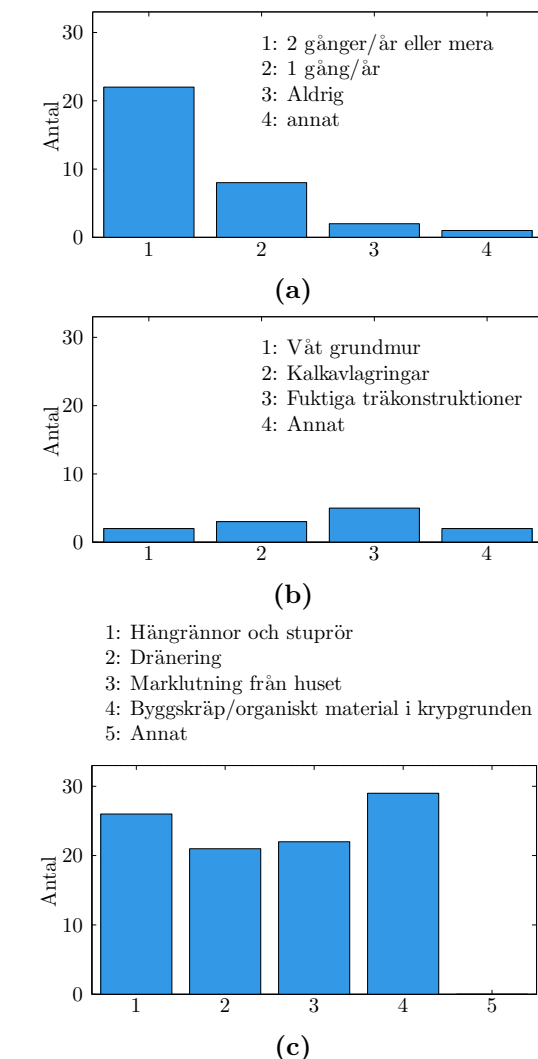 30
20
10
0
Antal
1: 2 gånger/år eller mera
2: 1 gång/år
3: Aldrig
4: annat
1 2 3 4
(a)
30
20
10
0
Antal
1: Våt grundmur
2: Kalkavlagringar
3: Fuktiga träkonstruktioner
4: Annat
1 2 3 4
(b)
1: Hängrännor och stuprör
2: Dränering
3: Marklutning från huset
4: Byggskräp/organiskt material i krypgrunden
5: Annat
30
20
10
0
Antal
1 2 3 4 5
(c)